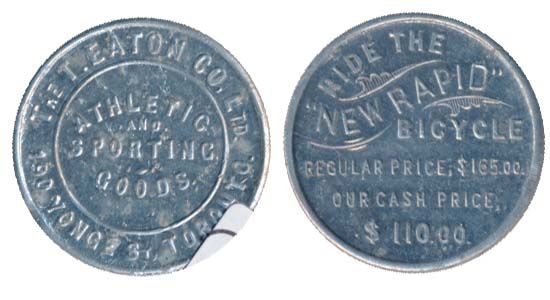 THE T. EATON CO. LTD.
190, YONGE ST. TORONTO.
ATHLETIC
AND
SPORTING
GOODS.
RIDE THE
"NEW RAPID"
BICYCLE
REGULAR PRICE, $165.00.
OUR CASH PRICE,
$ 110.00.